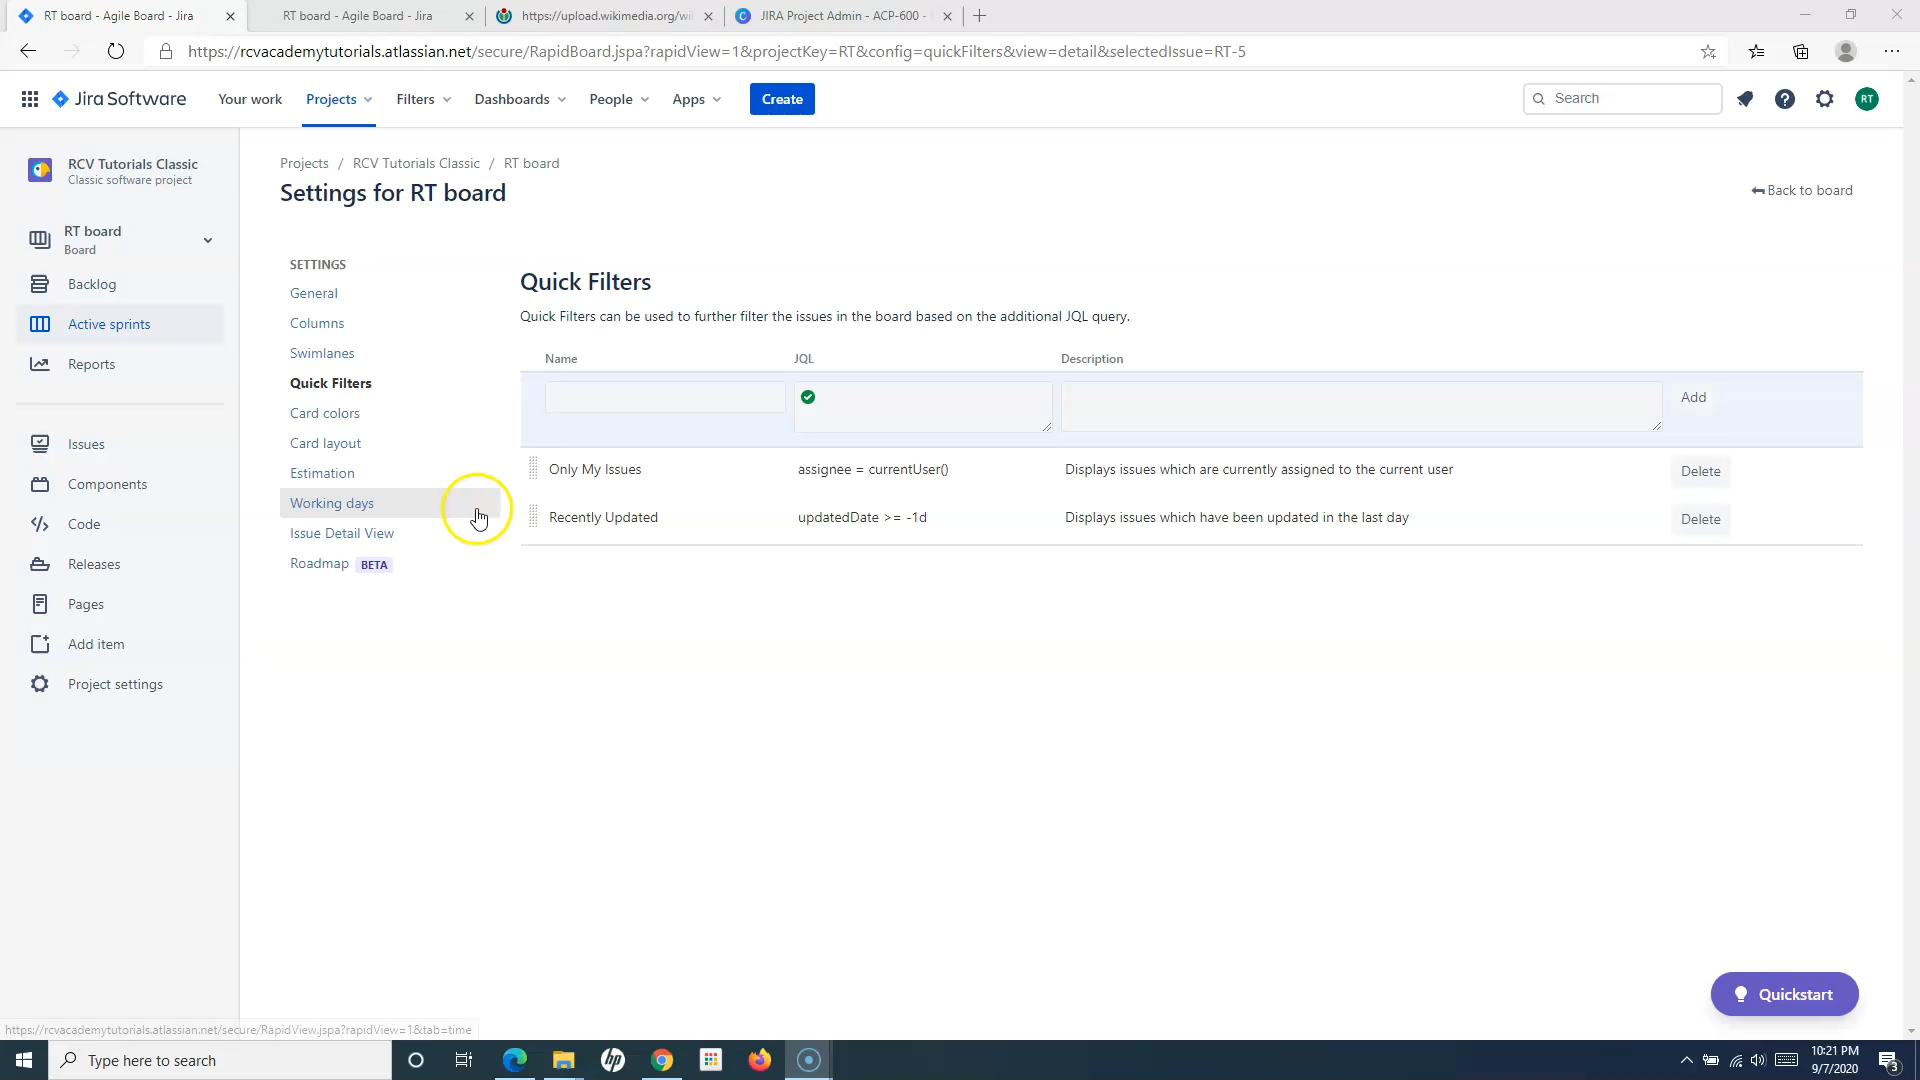 RT board - Agile Board - Jira
RT board - Agile Board - Jira
https://upload.wikimedia.org/wi
JIRA Project Admin - ACP-600 -
https://rcvacademytutorials.atlassian.net/secure/RapidBoard.jspa?rapidView=1&projectKey=RT&config=quickFilters&view=detail&selectedIssue=RT-5
Jira Software
Your work
Projects
Filters
Dashboards
People
Apps
Create
Search
RT
RCV Tutorials Classic
Classic software project
RT board
Board
Backlog
Active sprints
Reports
Issues
Components
Code
Releases
Pages
Add item
Project settings
Projects / RCV Tutorials Classic / RT board
Settings for RT board
Back to board
SETTINGS
General
Columns
Swimlanes
Quick Filters
Card colors
Card layout
Estimation
Working days
Issue Detail View
Roadmap BETA
Quick Filters
Quick Filters can be used to further filter the issues in the board based on the additional JQL query.
Name JQL Description
Add
Only My Issues assignee = currentUser() Displays issues which are currently assigned to the current user Delete
Recently Updated updatedDate >= -1d Displays issues which have been updated in the last day Delete
Quickstart
https://rcvacademytutorials.atlassian.net/secure/RapidView.jspa?rapidView=1&tab=time
Type here to search
hp
10:21 PM
9/7/2020
3